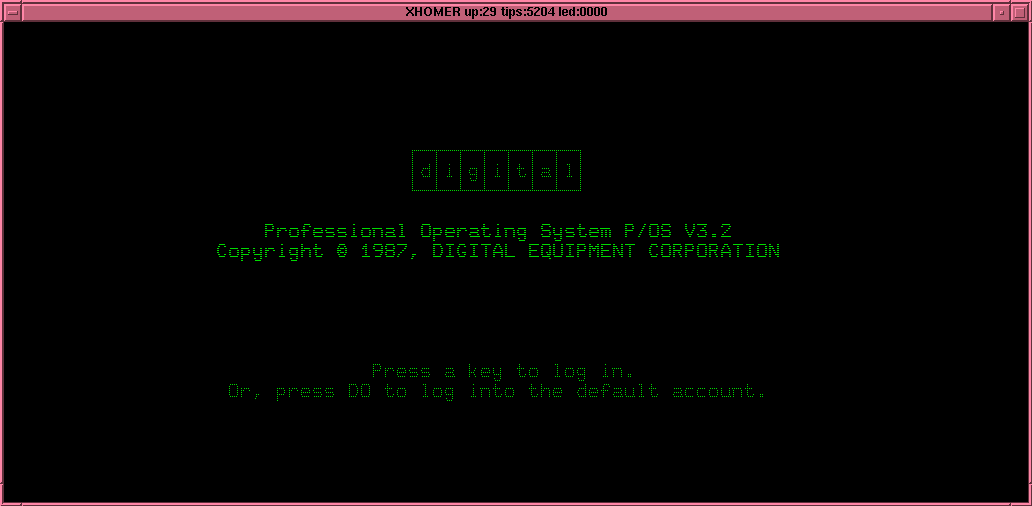 XHOMER up:29 tips:5204 led:0000
digital
Professional Operating System P/OS V3.2
Copyright © 1987, DIGITAL EQUIPMENT CORPORATION
Press a key to log in.
Or, press DO to log into the default account.